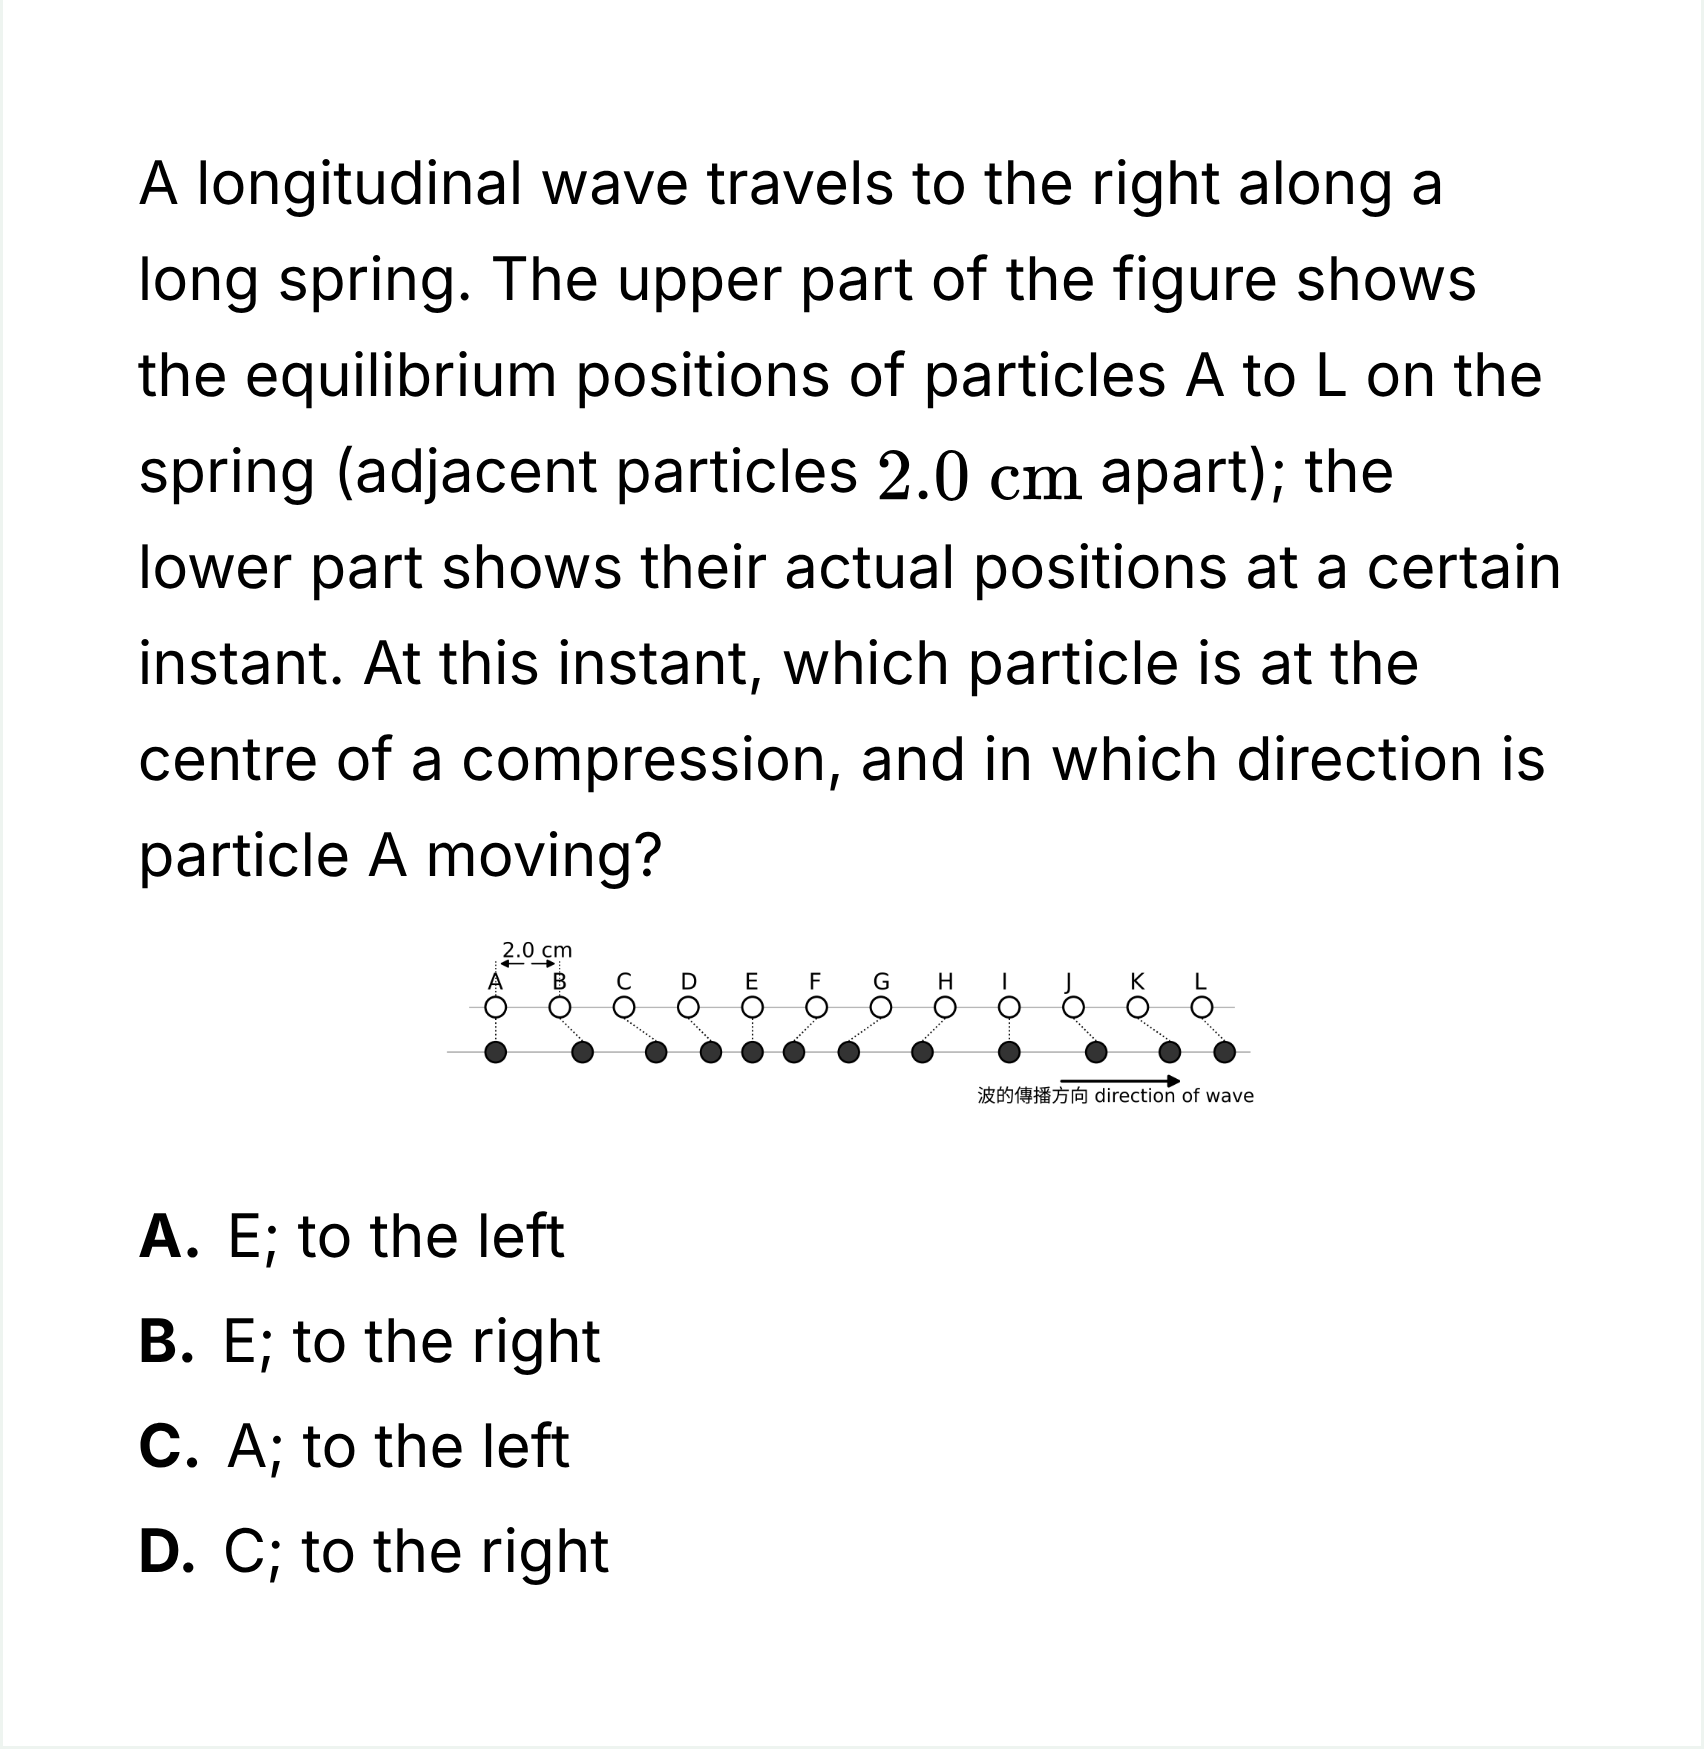 A longitudinal wave travels to the right along a
long spring. The upper part of the figure shows
the equilibrium positions of particles A to L on the
spring (adjacent particles 2.0 cm apart); the
lower part shows their actual positions at a certain
instant. At this instant, which particle is at the
centre of a compression, and in which direction is
particle A moving?
2.0 cm
A B C D E F G H I J K L
波的傳播方向 direction of wave
A. E; to the left
B. E; to the right
C. A; to the left
D. C; to the right